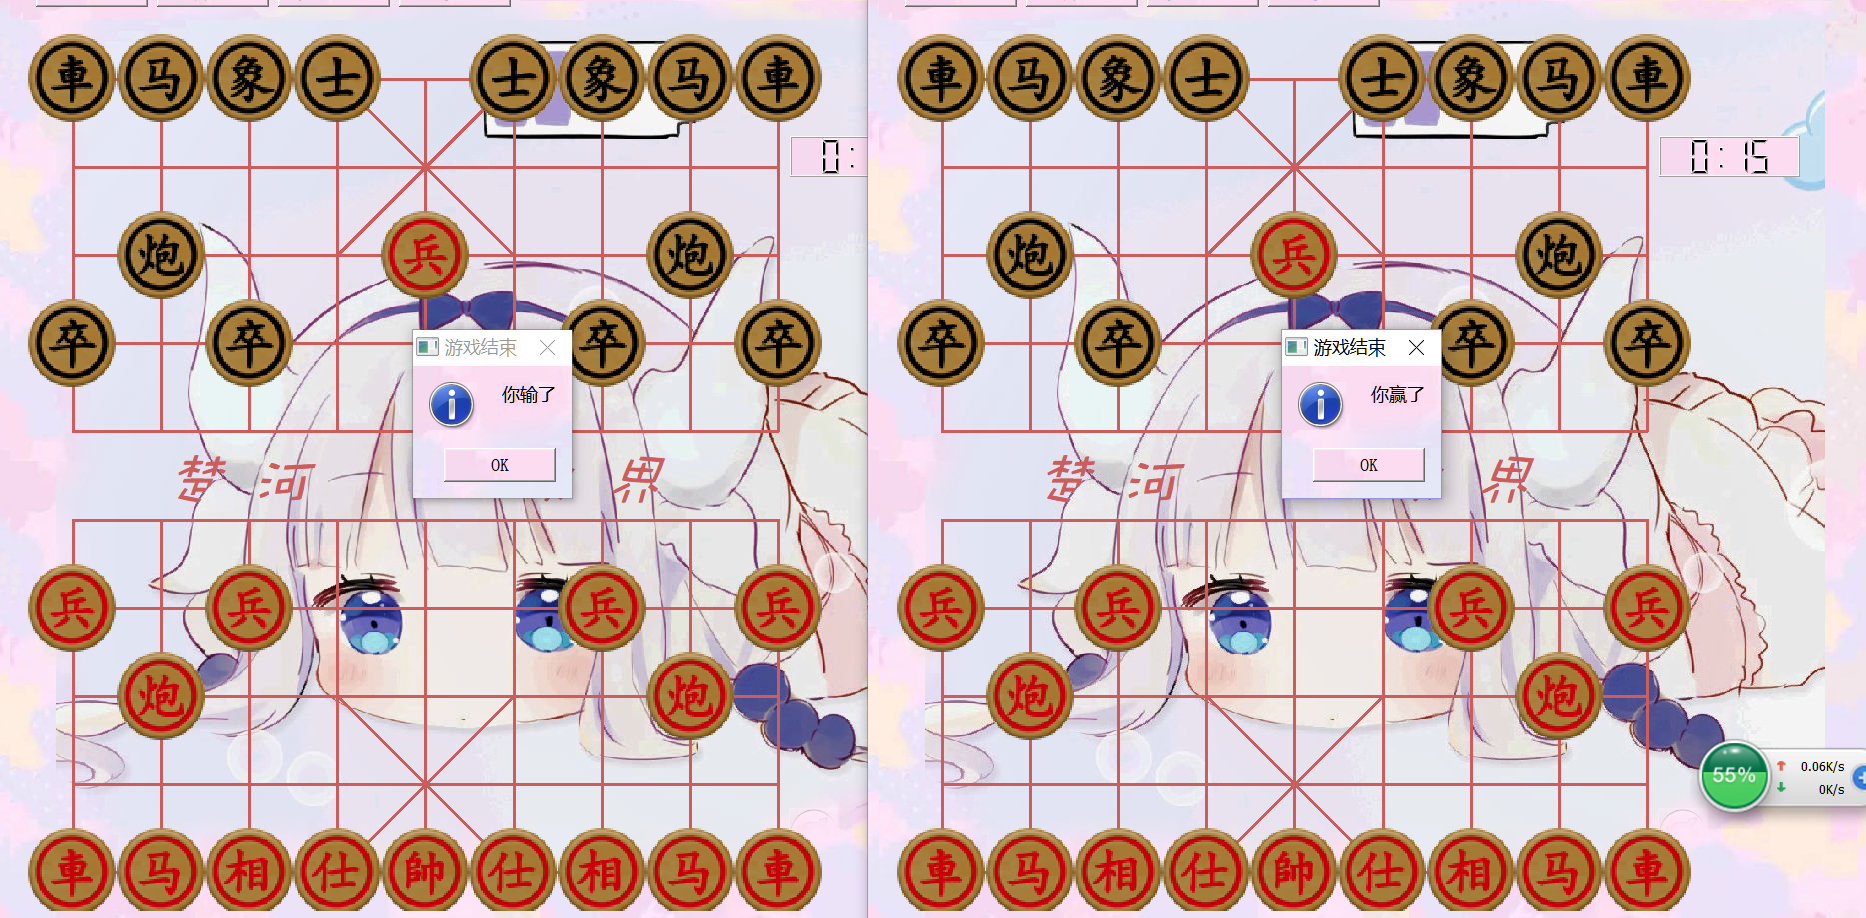 車 马 象 士 士 象 马 車
0:
炮 兵 炮
卒 卒 卒 卒
游戏结束
你输了
OK
楚 河 界
兵 兵 兵 兵
炮 炮
車 马 相 仕 帥 仕 相 马 車
車 马 象 士 士 象 马 車
0:15
炮 兵 炮
卒 卒 卒 卒
游戏结束
你赢了
OK
楚 河 界
兵 兵 兵 兵
炮 炮
55%
0.06K/s
0K/s
車 马 相 仕 帥 仕 相 马 車